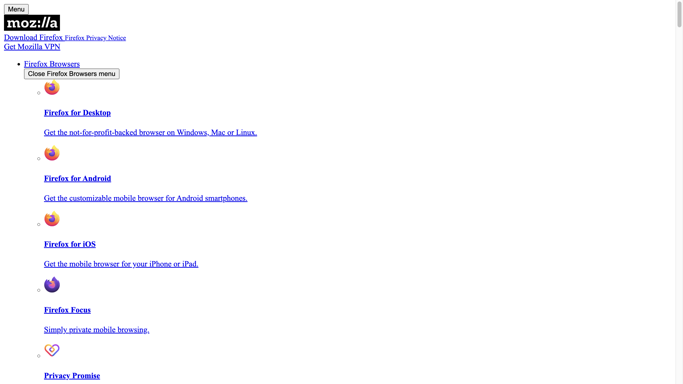 Menu
moz://a
Download Firefox Firefox Privacy Notice
Get Mozilla VPN
Firefox Browsers
Close Firefox Browsers menu
Firefox for Desktop
Get the not-for-profit-backed browser on Windows, Mac or Linux.
Firefox for Android
Get the customizable mobile browser for Android smartphones.
Firefox for iOS
Get the mobile browser for your iPhone or iPad.
Firefox Focus
Simply private mobile browsing.
Privacy Promise